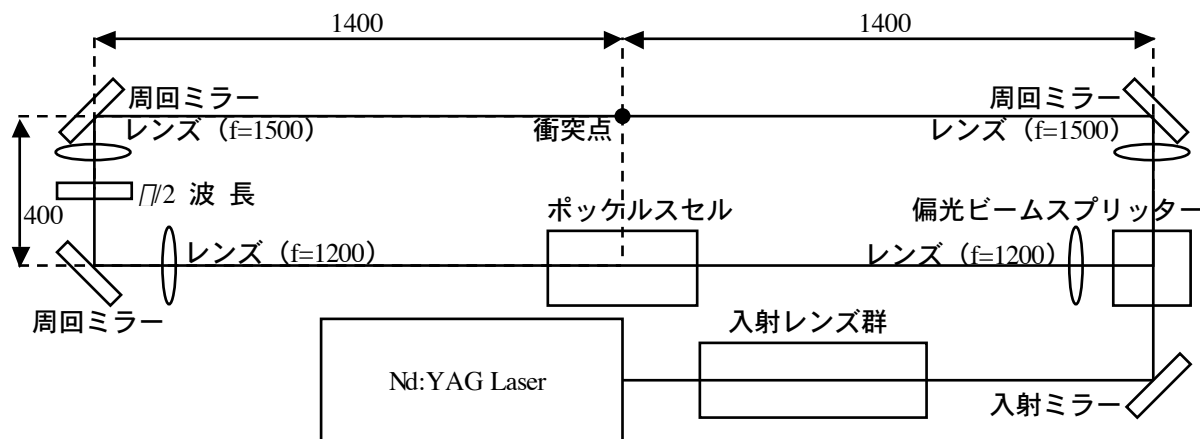 1400
1400
周回ミラー
周回ミラー
レンズ（f=1500）
衝突点
レンズ（f=1500）
∏/2 波 長
400
ポッケルスセル
偏光ビームスプリッター
レンズ（f=1200）
レンズ（f=1200）
周回ミラー
入射レンズ群
Nd:YAG Laser
入射ミラー